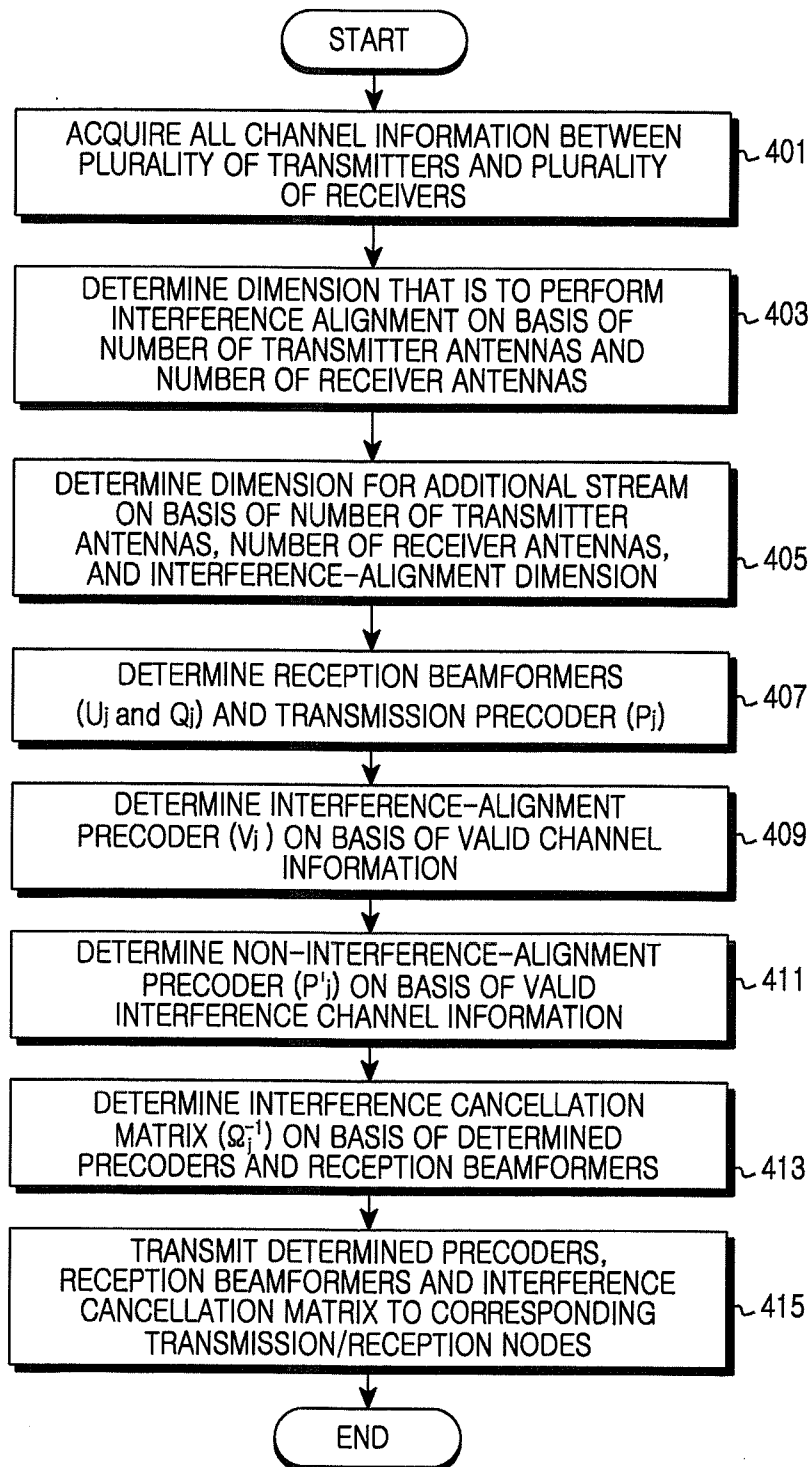 START
ACQUIRE ALL CHANNEL INFORMATION BETWEEN
PLURALITY OF TRANSMITTERS AND PLURALITY
OF RECEIVERS
401
DETERMINE DIMENSION THAT IS TO PERFORM
INTERFERENCE ALIGNMENT ON BASIS OF
NUMBER OF TRANSMITTER ANTENNAS AND
NUMBER OF RECEIVER ANTENNAS
403
DETERMINE DIMENSION FOR ADDITIONAL STREAM
ON BASIS OF NUMBER OF TRANSMITTER
ANTENNAS, NUMBER OF RECEIVER ANTENNAS,
AND INTERFERENCE-ALIGNMENT DIMENSION
405
DETERMINE RECEPTION BEAMFORMERS
(Uj and Qj) AND TRANSMISSION PRECODER (Pj)
407
DETERMINE INTERFERENCE-ALIGNMENT
PRECODER (Vj ) ON BASIS OF VALID CHANNEL
INFORMATION
409
DETERMINE NON-INTERFERENCE-ALIGNMENT
PRECODER (P'j) ON BASIS OF VALID
INTERFERENCE CHANNEL INFORMATION
411
DETERMINE INTERFERENCE CANCELLATION
MATRIX (Ωj⁻¹) ON BASIS OF DETERMINED
PRECODERS AND RECEPTION BEAMFORMERS
413
TRANSMIT DETERMINED PRECODERS,
RECEPTION BEAMFORMERS AND INTERFERENCE
CANCELLATION MATRIX TO CORRESPONDING
TRANSMISSION/RECEPTION NODES
415
END